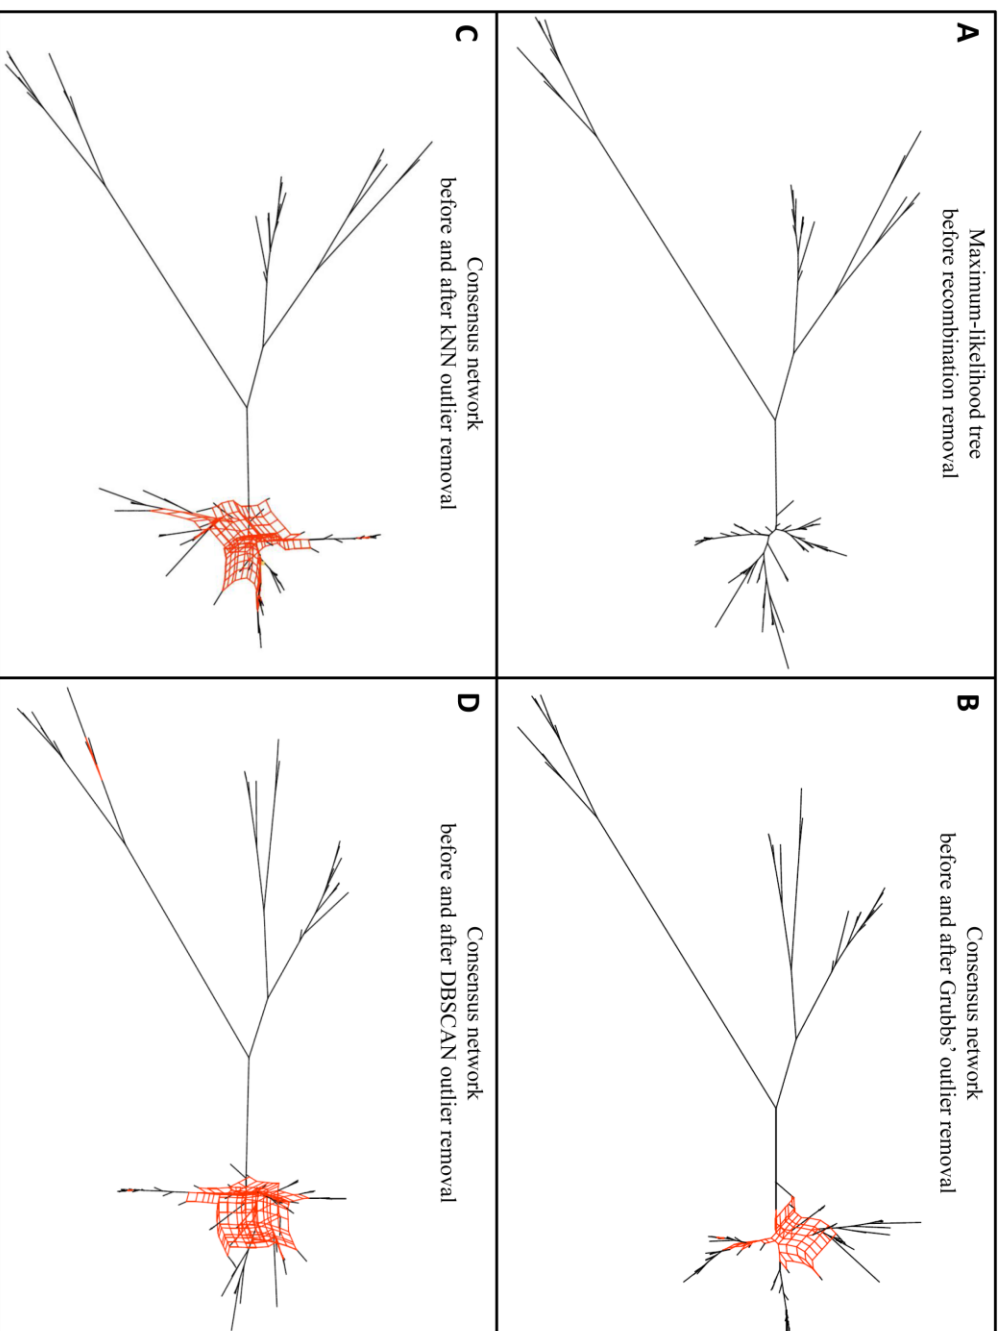 A
Maximum-likelihood tree
before recombination removal
B
Consensus network
before and after Grubbs' outlier removal
C
Consensus network
before and after kNN outlier removal
D
Consensus network
before and after DBSCAN outlier removal